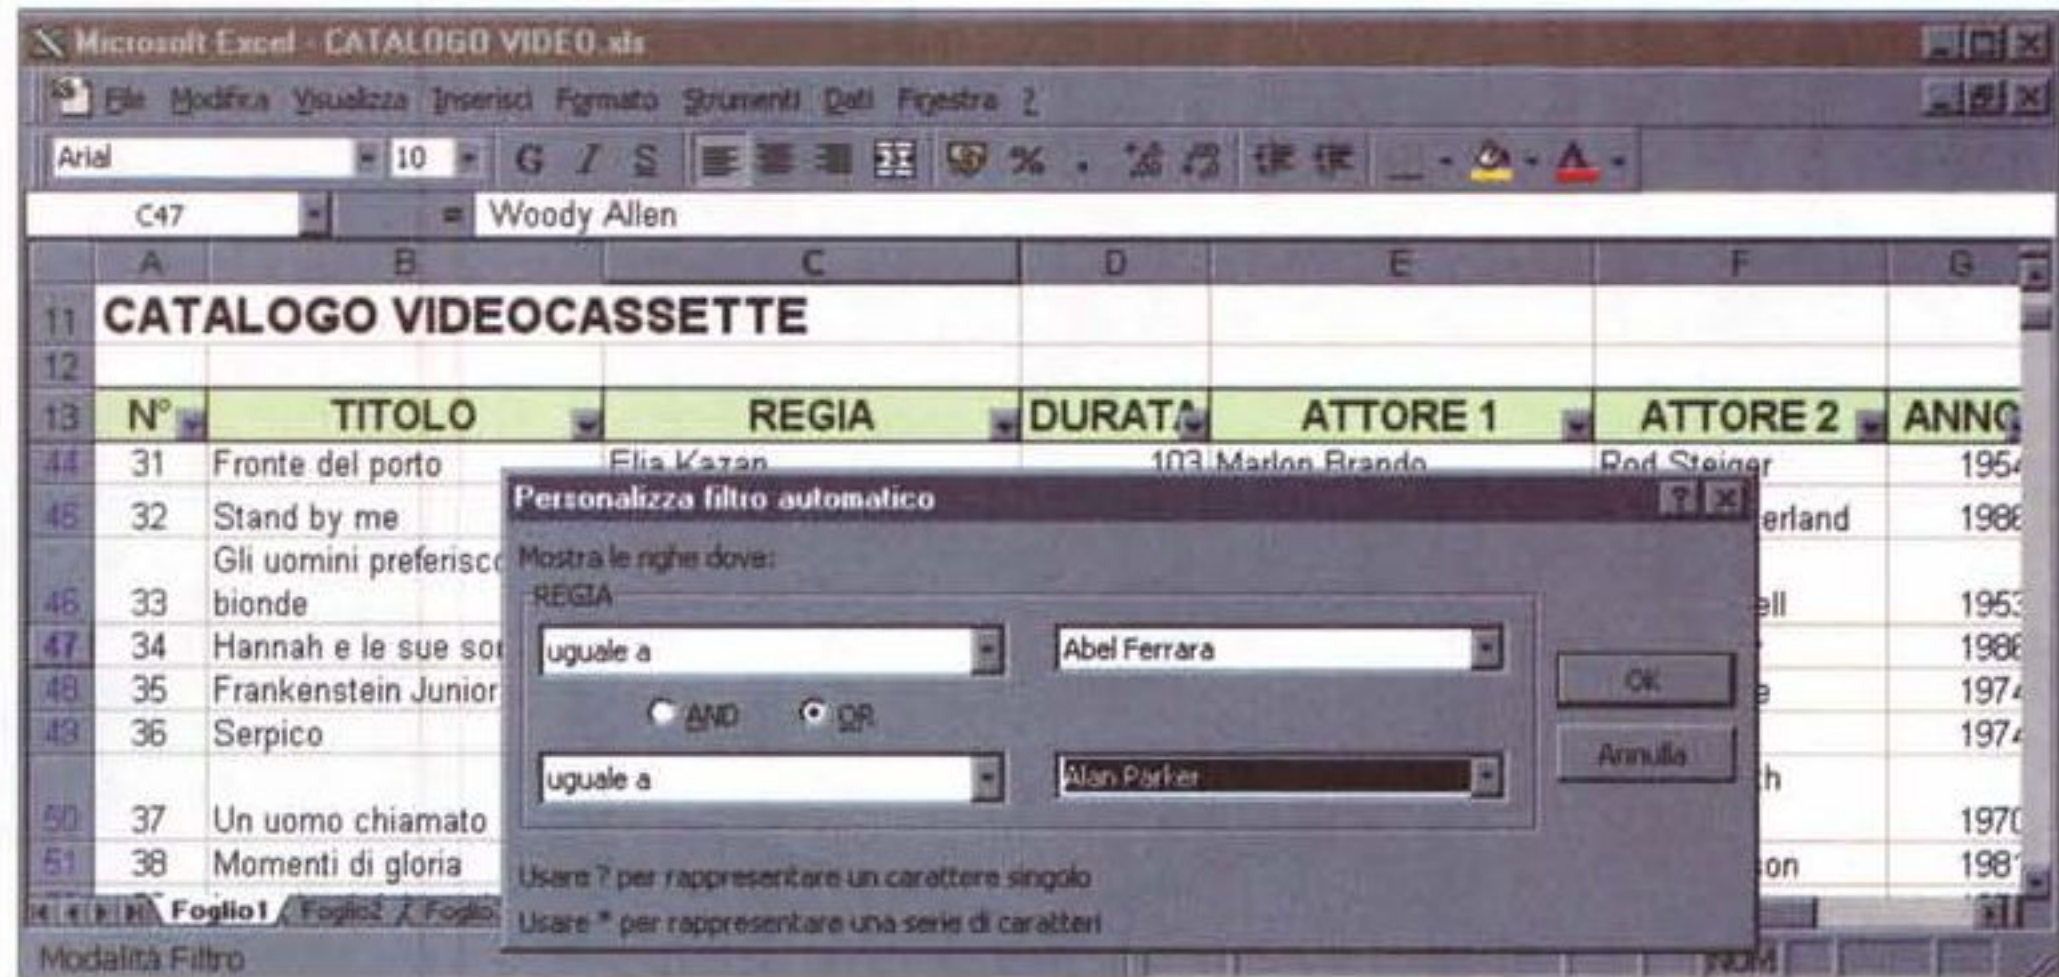 Microsoft Excel - CATALOGO VIDEO.xls
File Modifica Visualizza Inserisci Formato Strumenti Dati Finestra ?
Arial 10 G I S %
C47 = Woody Allen
A B C D E F G
11 CATALOGO VIDEOCASSETTE
12
13 N° TITOLO REGIA DURATA ATTORE 1 ATTORE 2 ANNO
44 31 Fronte del porto Elia Kazan 103 Marlon Brando Rod Steiger 1954
45 32 Stand by me erland 1986
Gli uomini preferisco
46 33 bionde ell 1953
47 34 Hannah e le sue sor 1986
48 35 Frankenstein Junior e 1974
49 36 Serpico 1974
50 37 Un uomo chiamato ch 1970
51 38 Momenti di gloria son 1981
Foglio1 Foglio2 Foglio
Modalità Filtro NUM
Personalizza filtro automatico ? X
Mostra le righe dove:
REGIA
uguale a Abel Ferrara
AND OR
uguale a Alan Parker
OK
Annulla
Usare ? per rappresentare un carattere singolo
Usare * per rappresentare una serie di caratteri